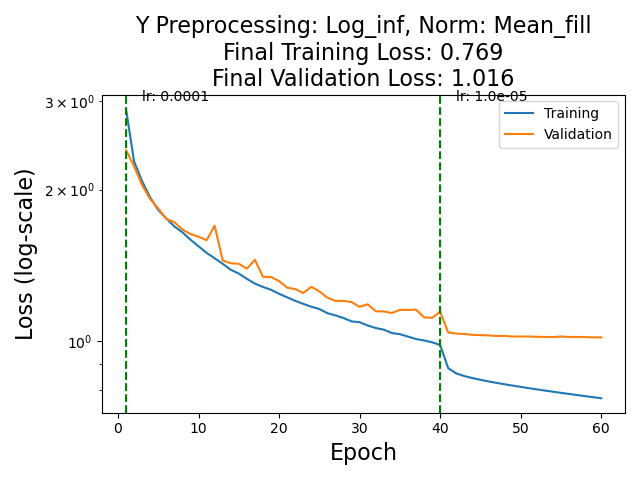 Y Preprocessing: Log_inf, Norm: Mean_fill
Final Training Loss: 0.769
Final Validation Loss: 1.016
lr: 0.0001
lr: 1.0e-05
Training
Validation
3 × 10⁰
2 × 10⁰
10⁰
Loss (log-scale)
0 10 20 30 40 50 60
Epoch